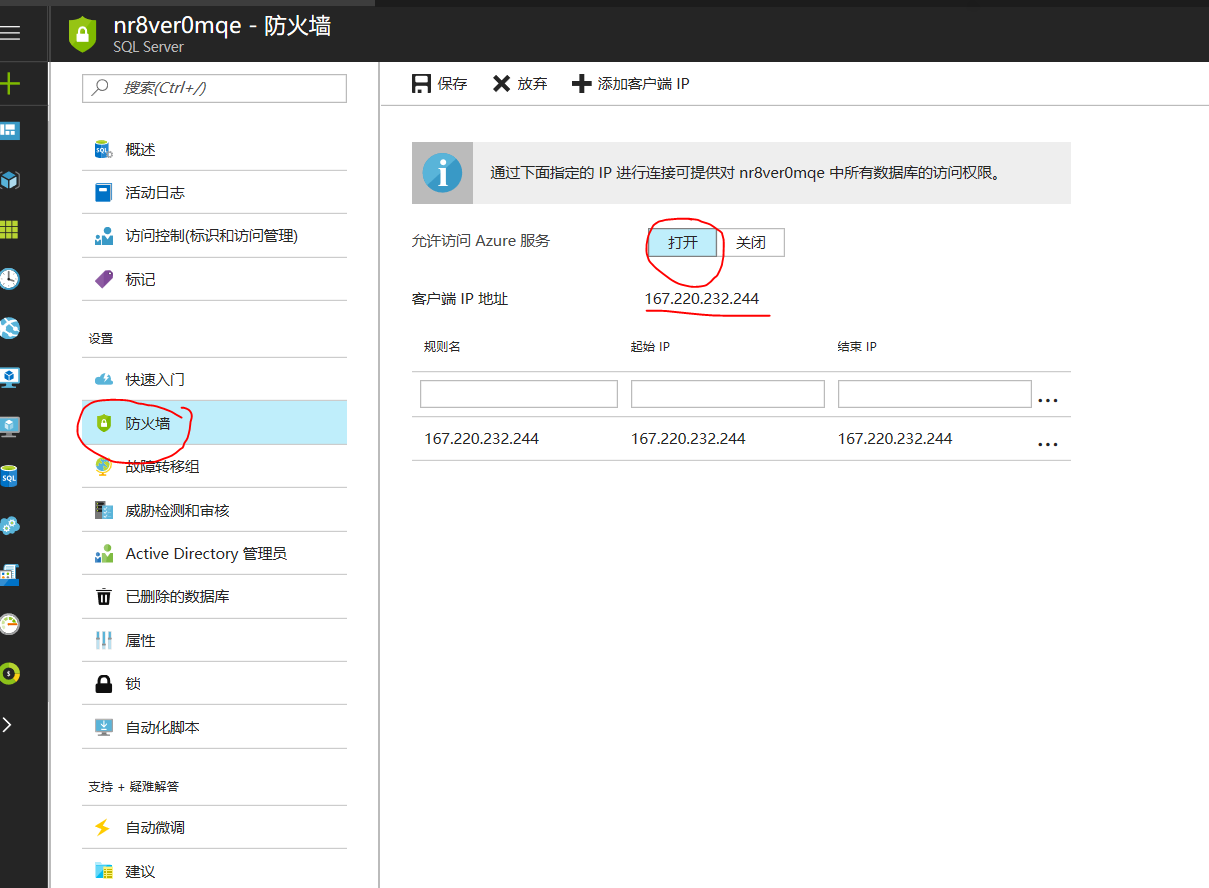 nr8ver0mqe - 防火墙
SQL Server
搜索(Ctrl+/)
概述
活动日志
访问控制(标识和访问管理)
标记
设置
快速入门
防火墙
故障转移组
威胁检测和审核
Active Directory 管理员
已删除的数据库
属性
锁
自动化脚本
支持 + 疑难解答
自动微调
建议
保存 放弃 添加客户端 IP
通过下面指定的 IP 进行连接可提供对 nr8ver0mqe 中所有数据库的访问权限。
允许访问 Azure 服务 打开 关闭
客户端 IP 地址 167.220.232.244
规则名 起始 IP 结束 IP
...
167.220.232.244 167.220.232.244 167.220.232.244 ...